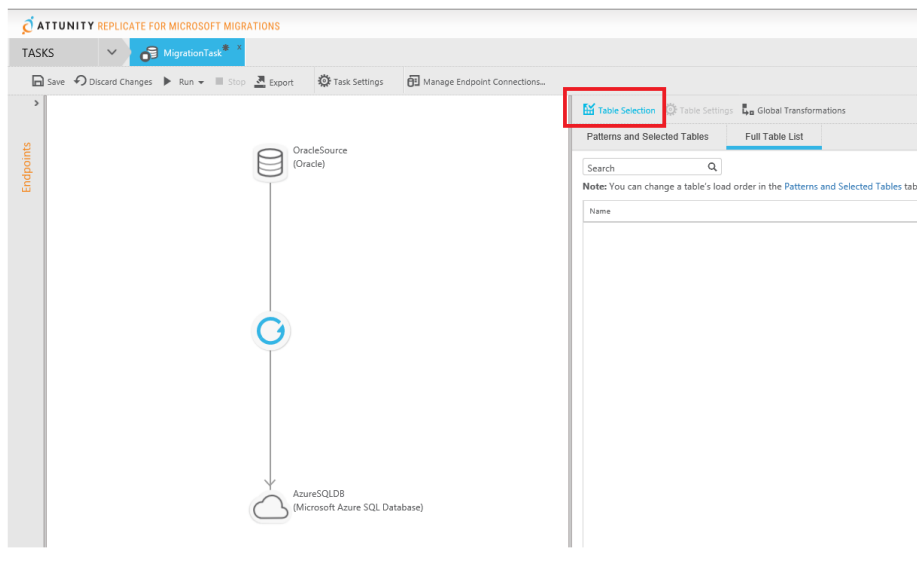 ATTUNITY REPLICATE FOR MICROSOFT MIGRATIONS
TASKS MigrationTask * x
Save Discard Changes Run Stop Export Task Settings Manage Endpoint Connections...
Endpoints
OracleSource
(Oracle)
AzureSQLDB
(Microsoft Azure SQL Database)
Table Selection Table Settings Global Transformations
Patterns and Selected Tables Full Table List
Search
Note: You can change a table's load order in the Patterns and Selected Tables tab
Name